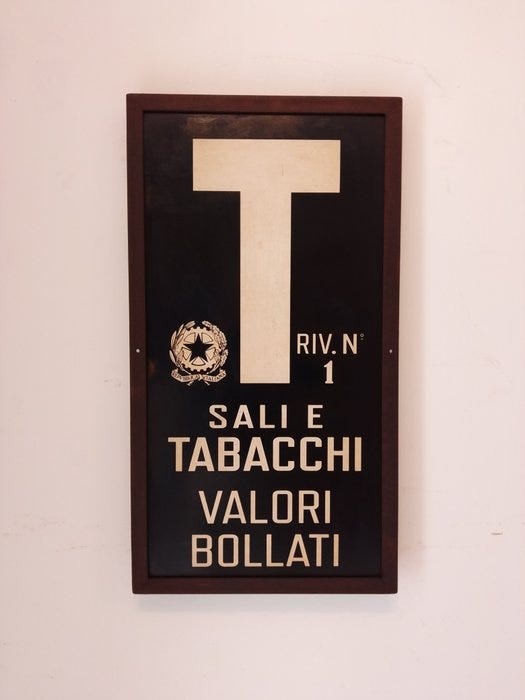 T
RIV. N°
1
SALI E
TABACCHI
VALORI
BOLLATI